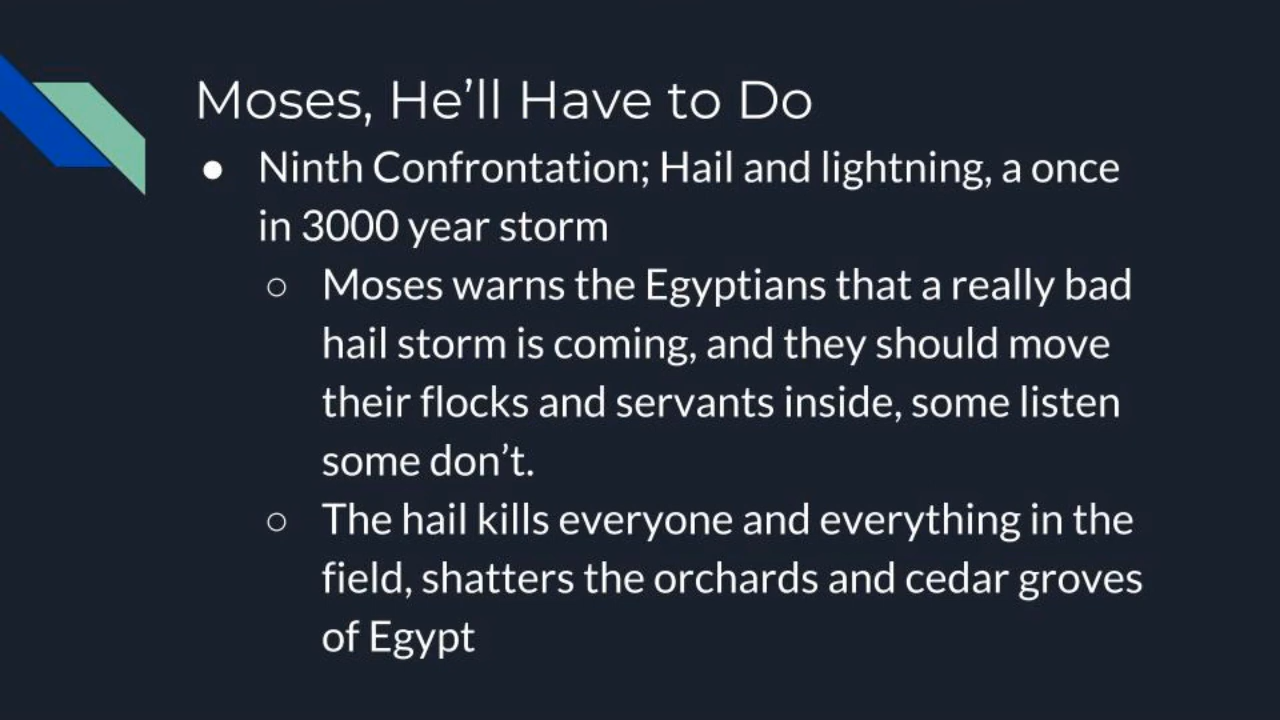 Moses, He’ll Have to Do
● Ninth Confrontation; Hail and lightning, a once
in 3000 year storm
○ Moses warns the Egyptians that a really bad
hail storm is coming, and they should move
their flocks and servants inside, some listen
some don’t.
○ The hail kills everyone and everything in the
field, shatters the orchards and cedar groves
of Egypt